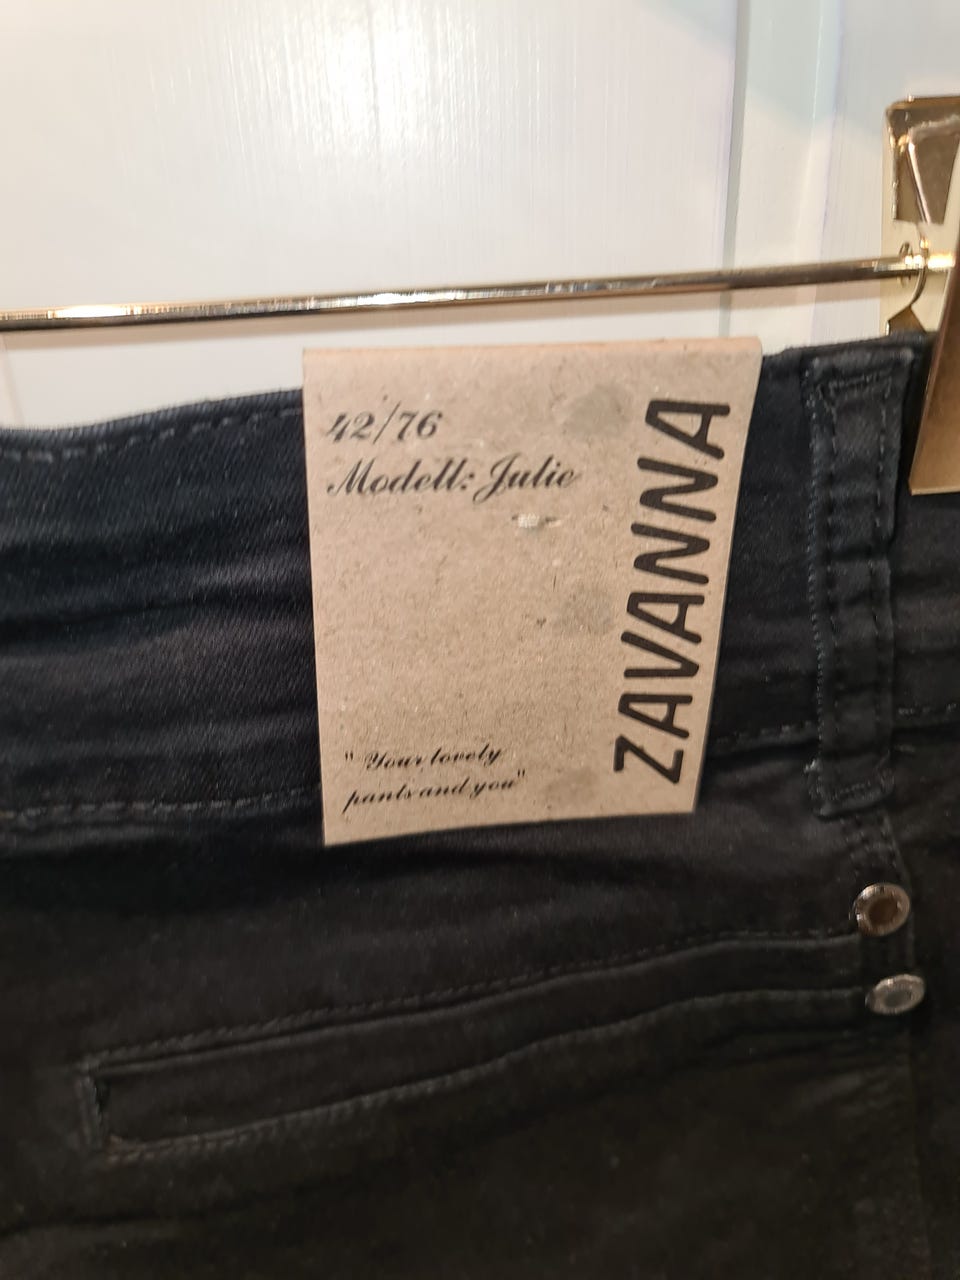 42/76
Modell: Julie
ZAVANNA
"Your lovely
pants and you"